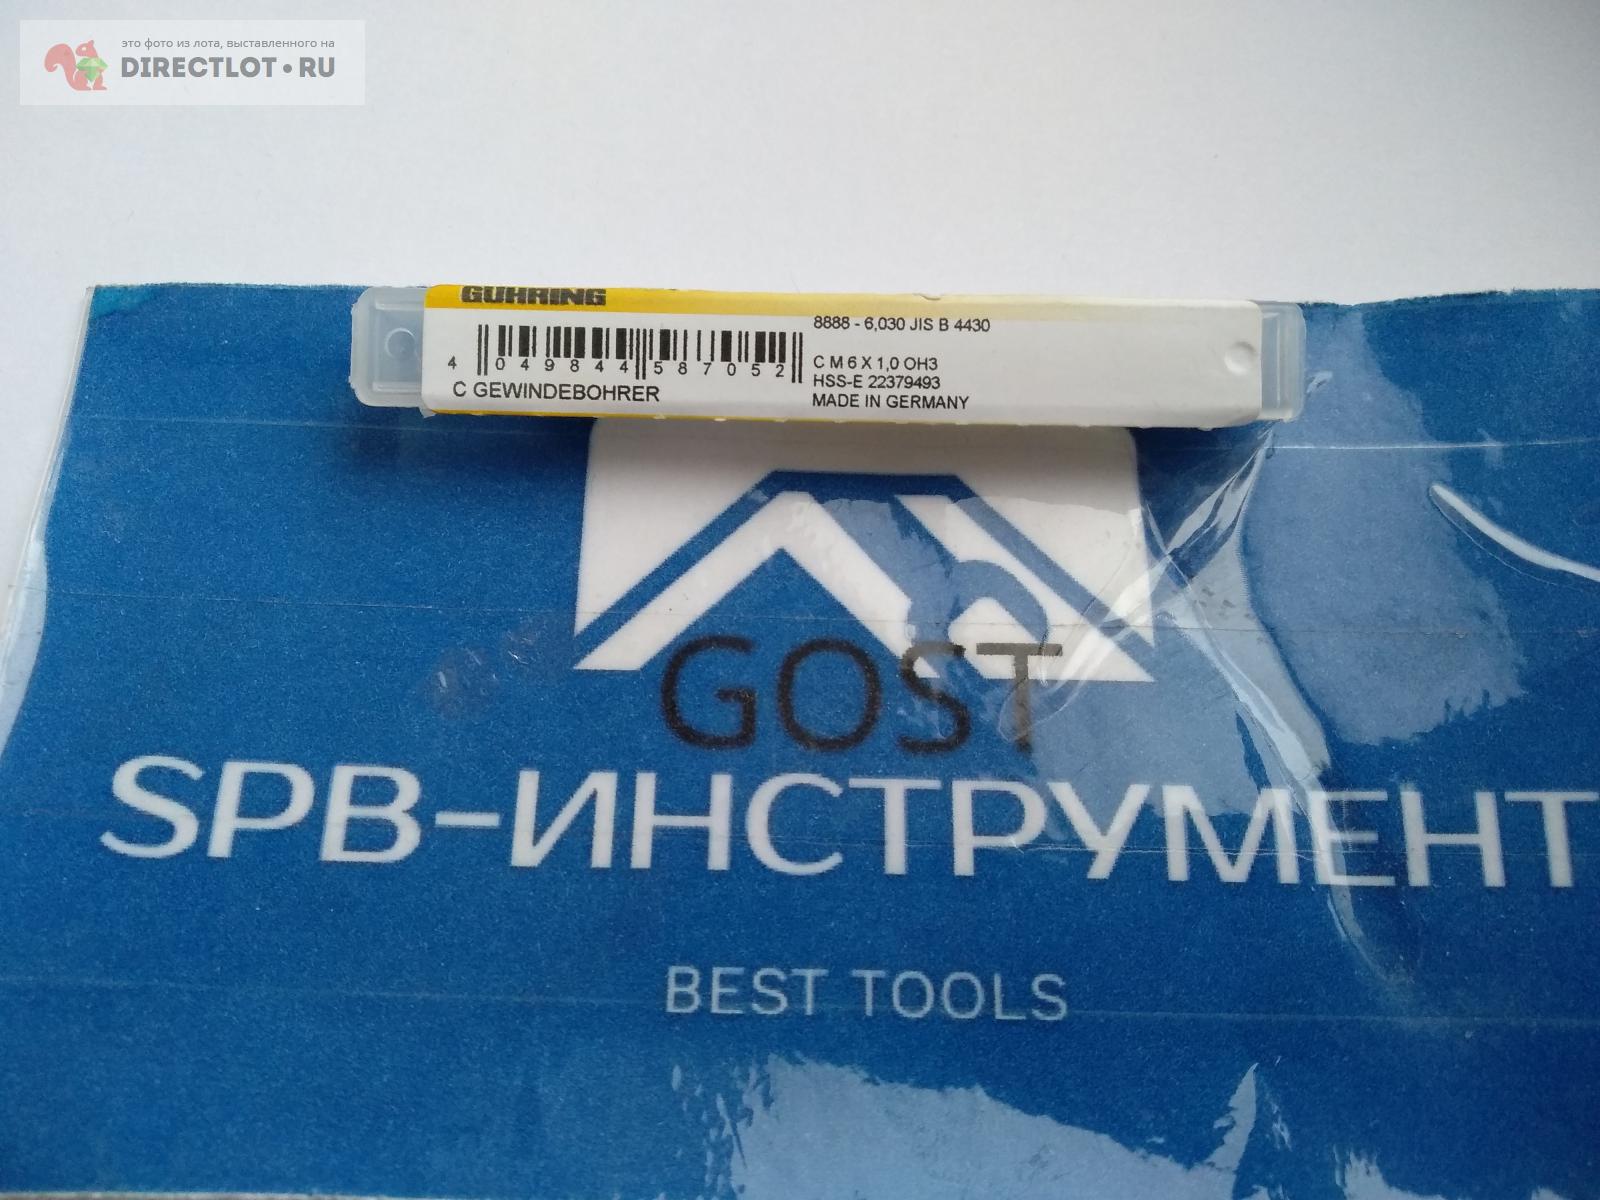 это фото из лота, выставленного на
DIRECTLOT•RU
GUHRING
8888 - 6,030 JIS B 4430
4 049844 587052
C M 6 X 1,0 OH3
HSS-E 22379493
C GEWINDEBOHRER
MADE IN GERMANY
GOST
SPB-ИНСТРУМЕНТ
BEST TOOLS